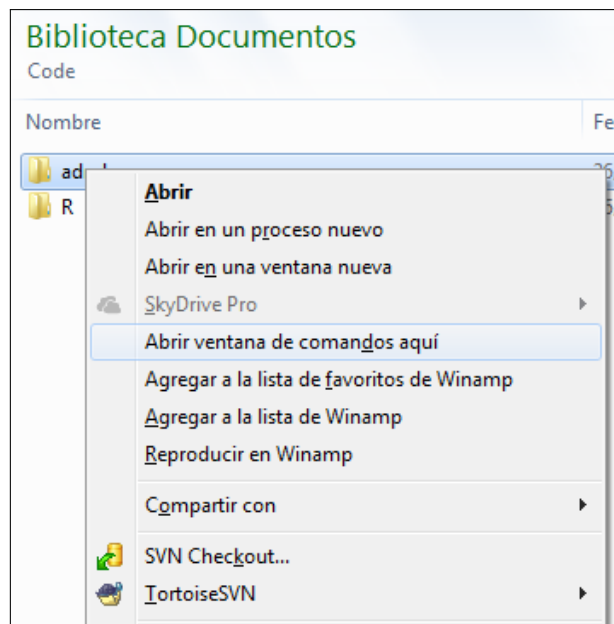 Biblioteca Documentos
Code
Nombre
R
Abrir
Abrir en un proceso nuevo
Abrir en una ventana nueva
SkyDrive Pro
Abrir ventana de comandos aquí
Agregar a la lista de favoritos de Winamp
Agregar a la lista de Winamp
Reproducir en Winamp
Compartir con
SVN Checkout...
TortoiseSVN